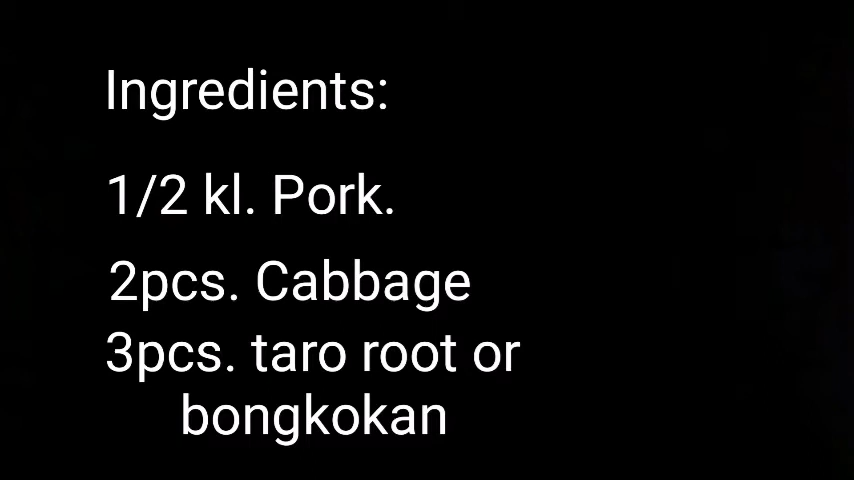 Ingredients:
1/2 kl. Pork.
2pcs. Cabbage
3pcs. taro root or
bongkokan